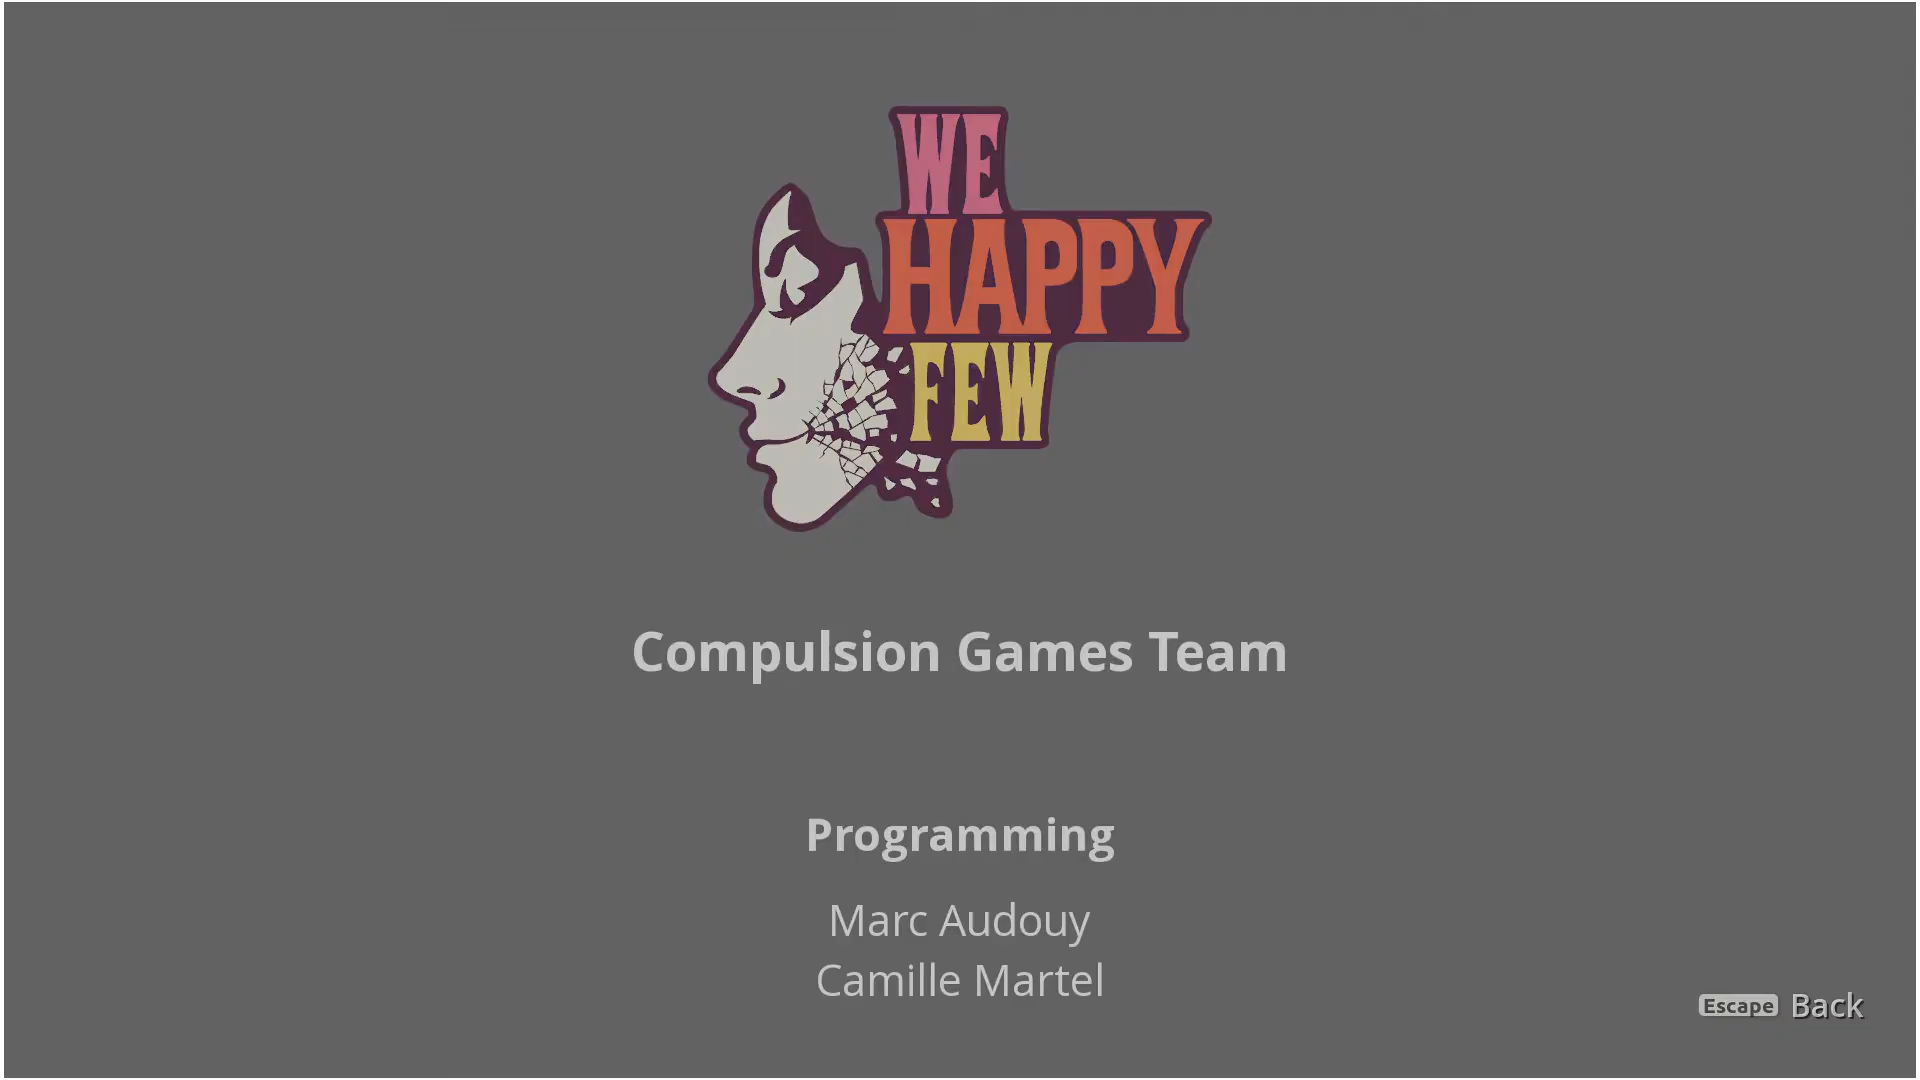 WE
HAPPY
FEW
Compulsion Games Team
Programming
Marc Audouy
Camille Martel
Escape Back